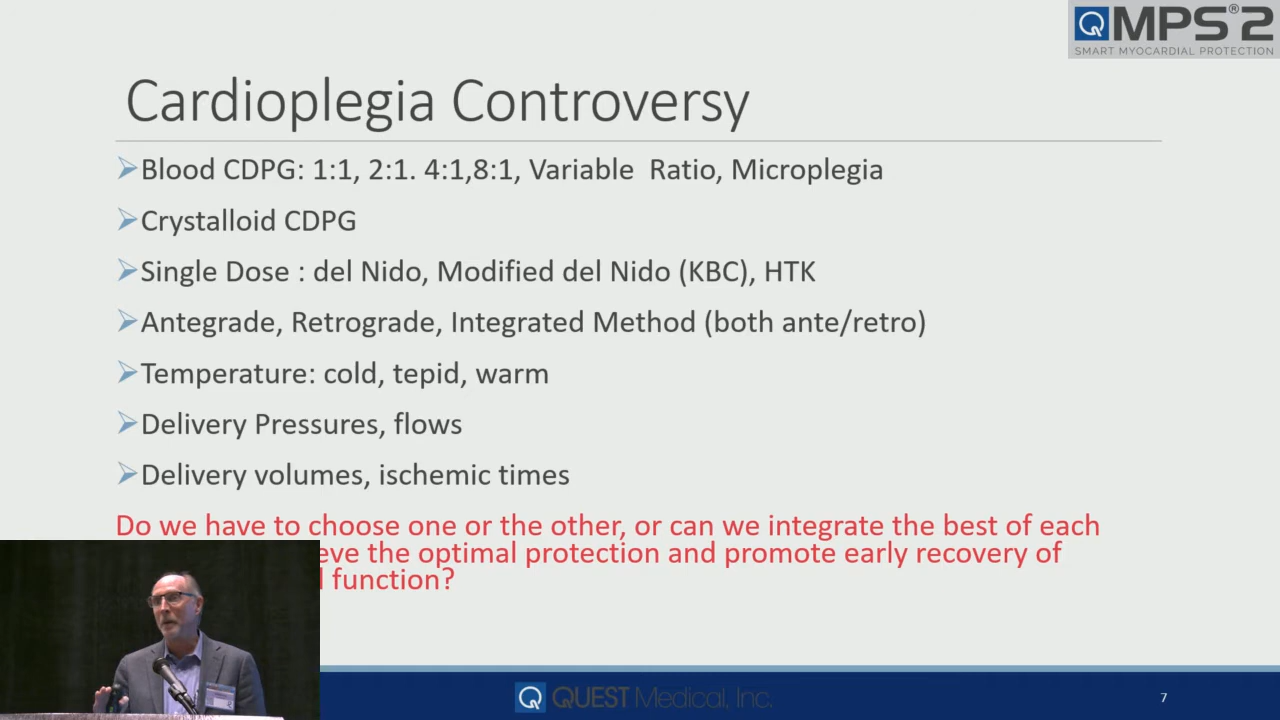 QMPS®2
SMART MYOCARDIAL PROTECTION
Cardioplegia Controversy
➢Blood CDPG: 1:1, 2:1. 4:1,8:1, Variable Ratio, Microplegia
➢Crystalloid CDPG
➢Single Dose : del Nido, Modified del Nido (KBC), HTK
➢Antegrade, Retrograde, Integrated Method (both ante/retro)
➢Temperature: cold, tepid, warm
➢Delivery Pressures, flows
➢Delivery volumes, ischemic times
Do we have to choose one or the other, or can we integrate the best of each
the optimal protection and promote early recovery of
function?
Q QUEST Medical, Inc.
7